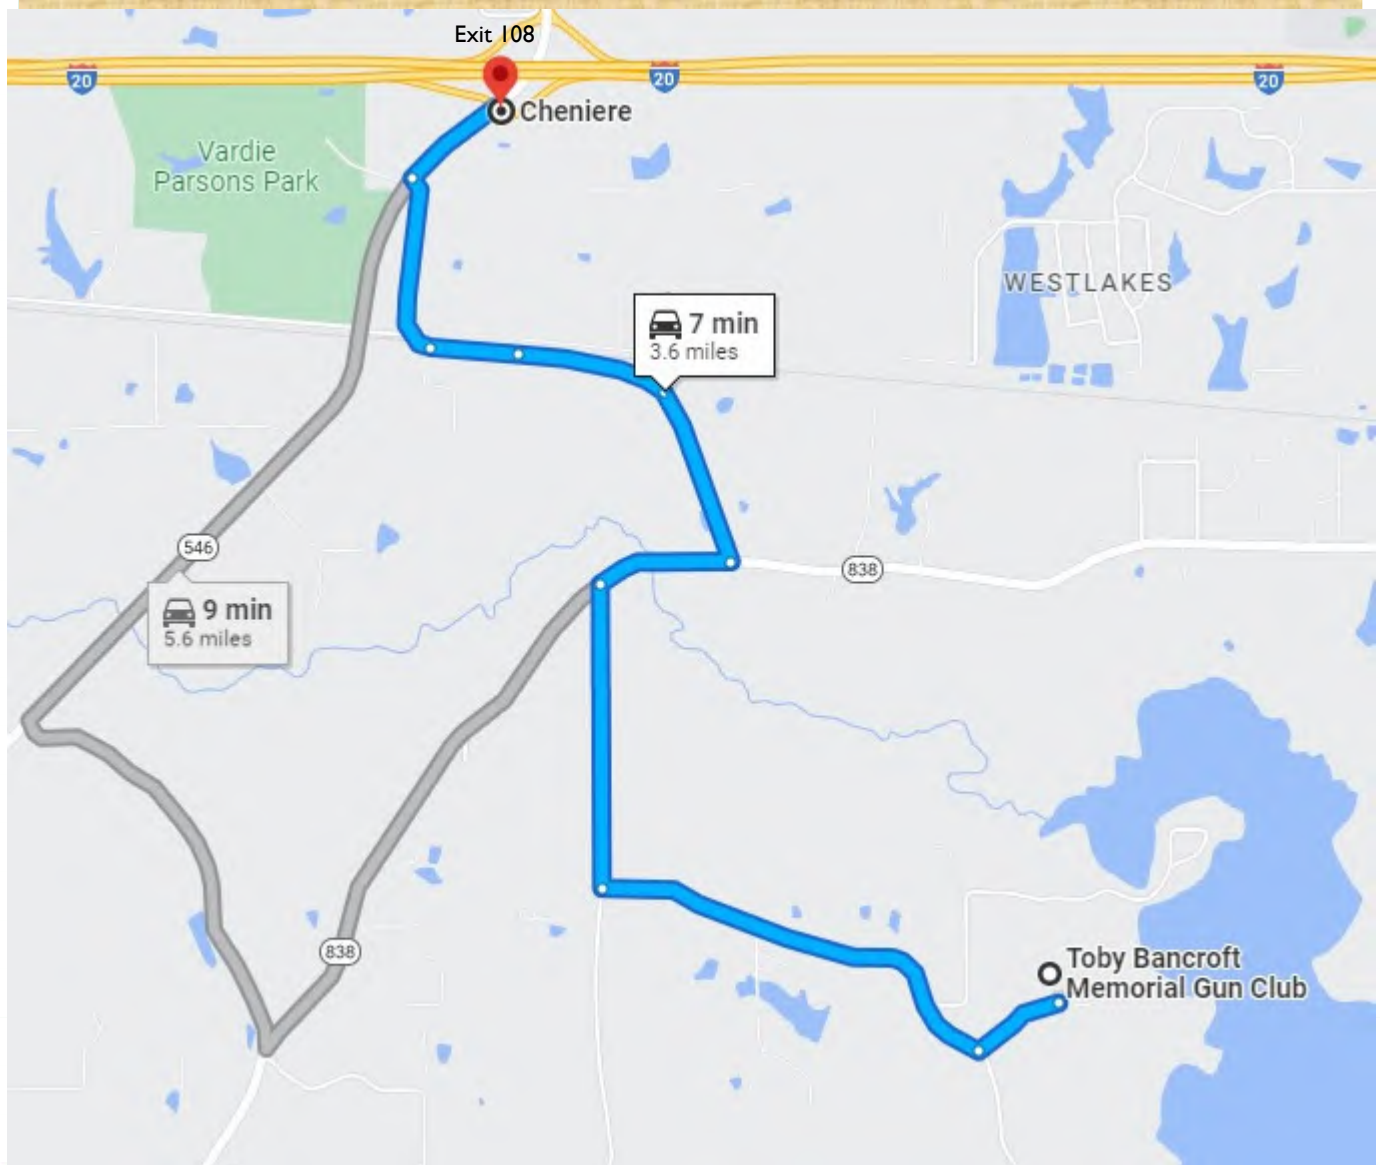 Exit 108
20
20
20
Cheniere
Vardie
Parsons Park
WESTLAKES
7 min
3.6 miles
546
838
9 min
5.6 miles
838
Toby Bancroft
Memorial Gun Club